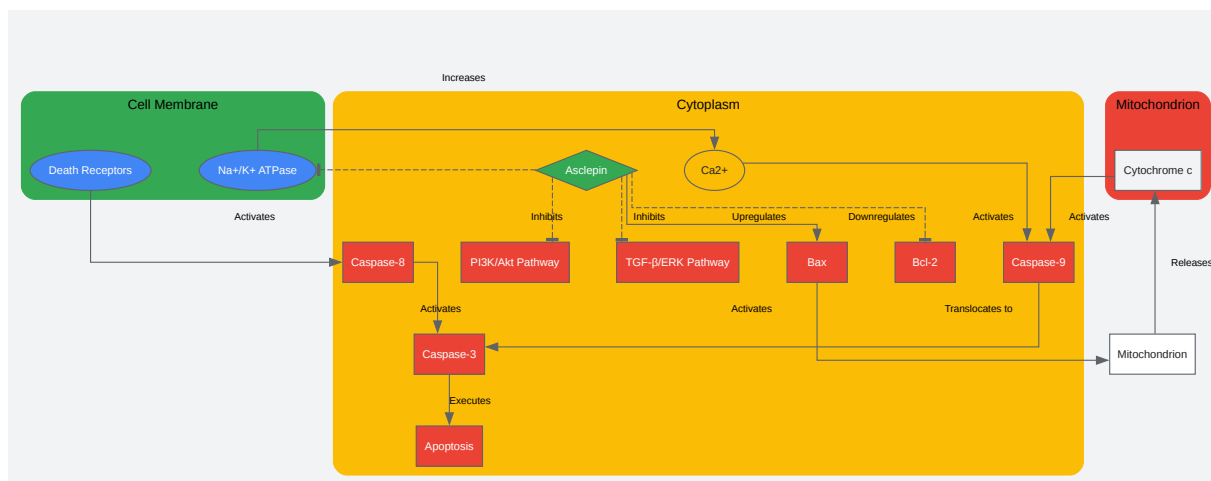 Increases
Cell Membrane
Cytoplasm
Mitochondrion
Death Receptors
Na+/K+ ATPase
Asclepin
Ca2+
Cytochrome c
Activates
Inhibits
Inhibits
Upregulates
Downregulates
Activates
Activates
Caspase-8
PI3K/Akt Pathway
TGF-β/ERK Pathway
Bax
Bcl-2
Caspase-9
Releases
Activates
Activates
Translocates to
Caspase-3
Mitochondrion
Executes
Apoptosis